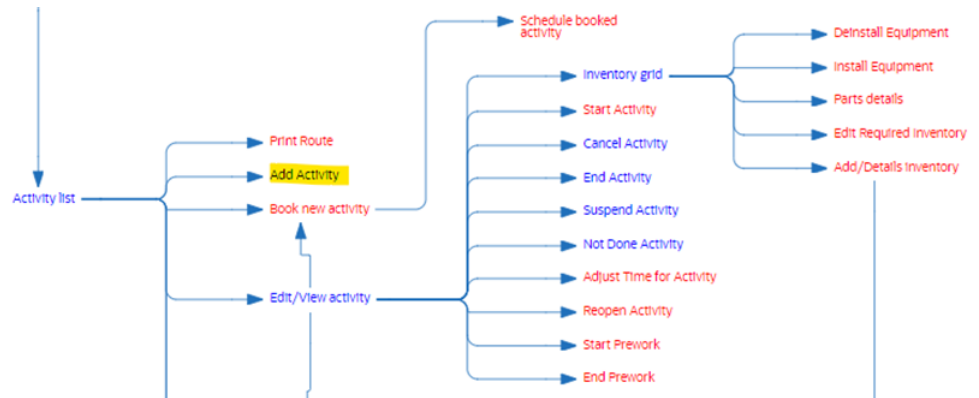 Schedule booked
activity
Deinstall Equipment
Inventory grid
Install Equipment
Start Activity
Parts details
Print Route
Cancel Activity
Edit Required Inventory
Add Activity
End Activity
Add/Details Inventory
Activity list
Book new activity
Suspend Activity
Not Done Activity
Adjust Time for Activity
Edit/View activity
Reopen Activity
Start Prework
End Prework